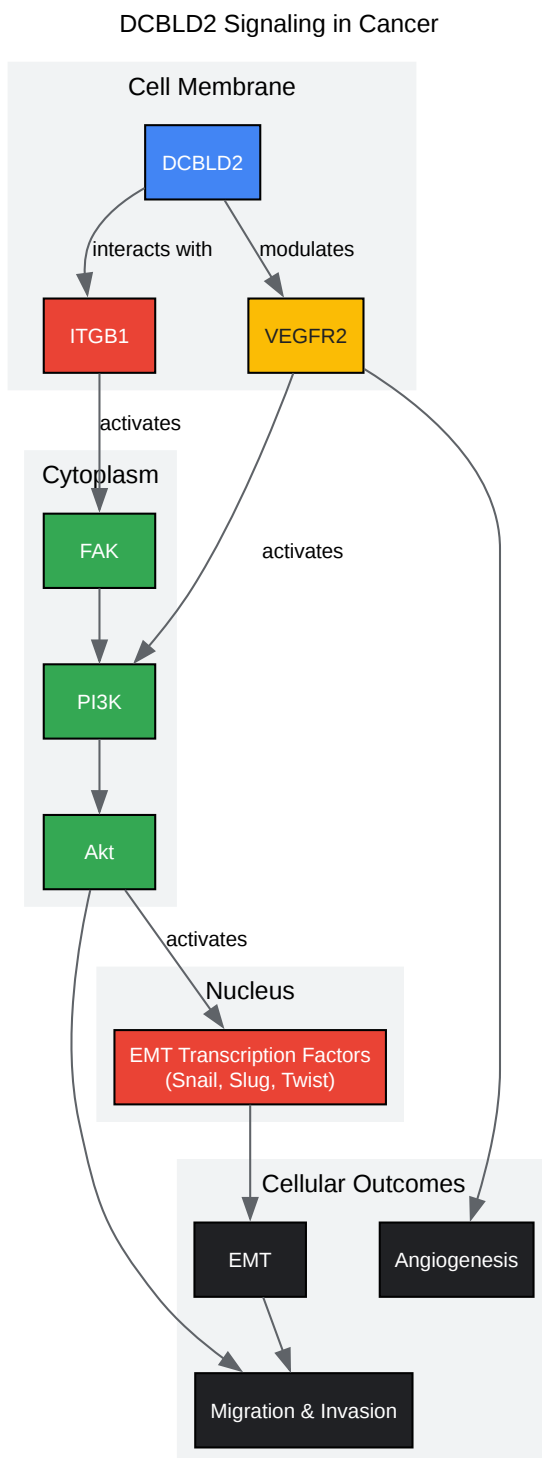 DCBLD2 Signaling in Cancer
Cell Membrane
DCBLD2
interacts with
modulates
ITGB1
VEGFR2
activates
Cytoplasm
FAK
activates
PI3K
Akt
activates
Nucleus
EMT Transcription Factors
(Snail, Slug, Twist)
Cellular Outcomes
EMT
Angiogenesis
Migration & Invasion